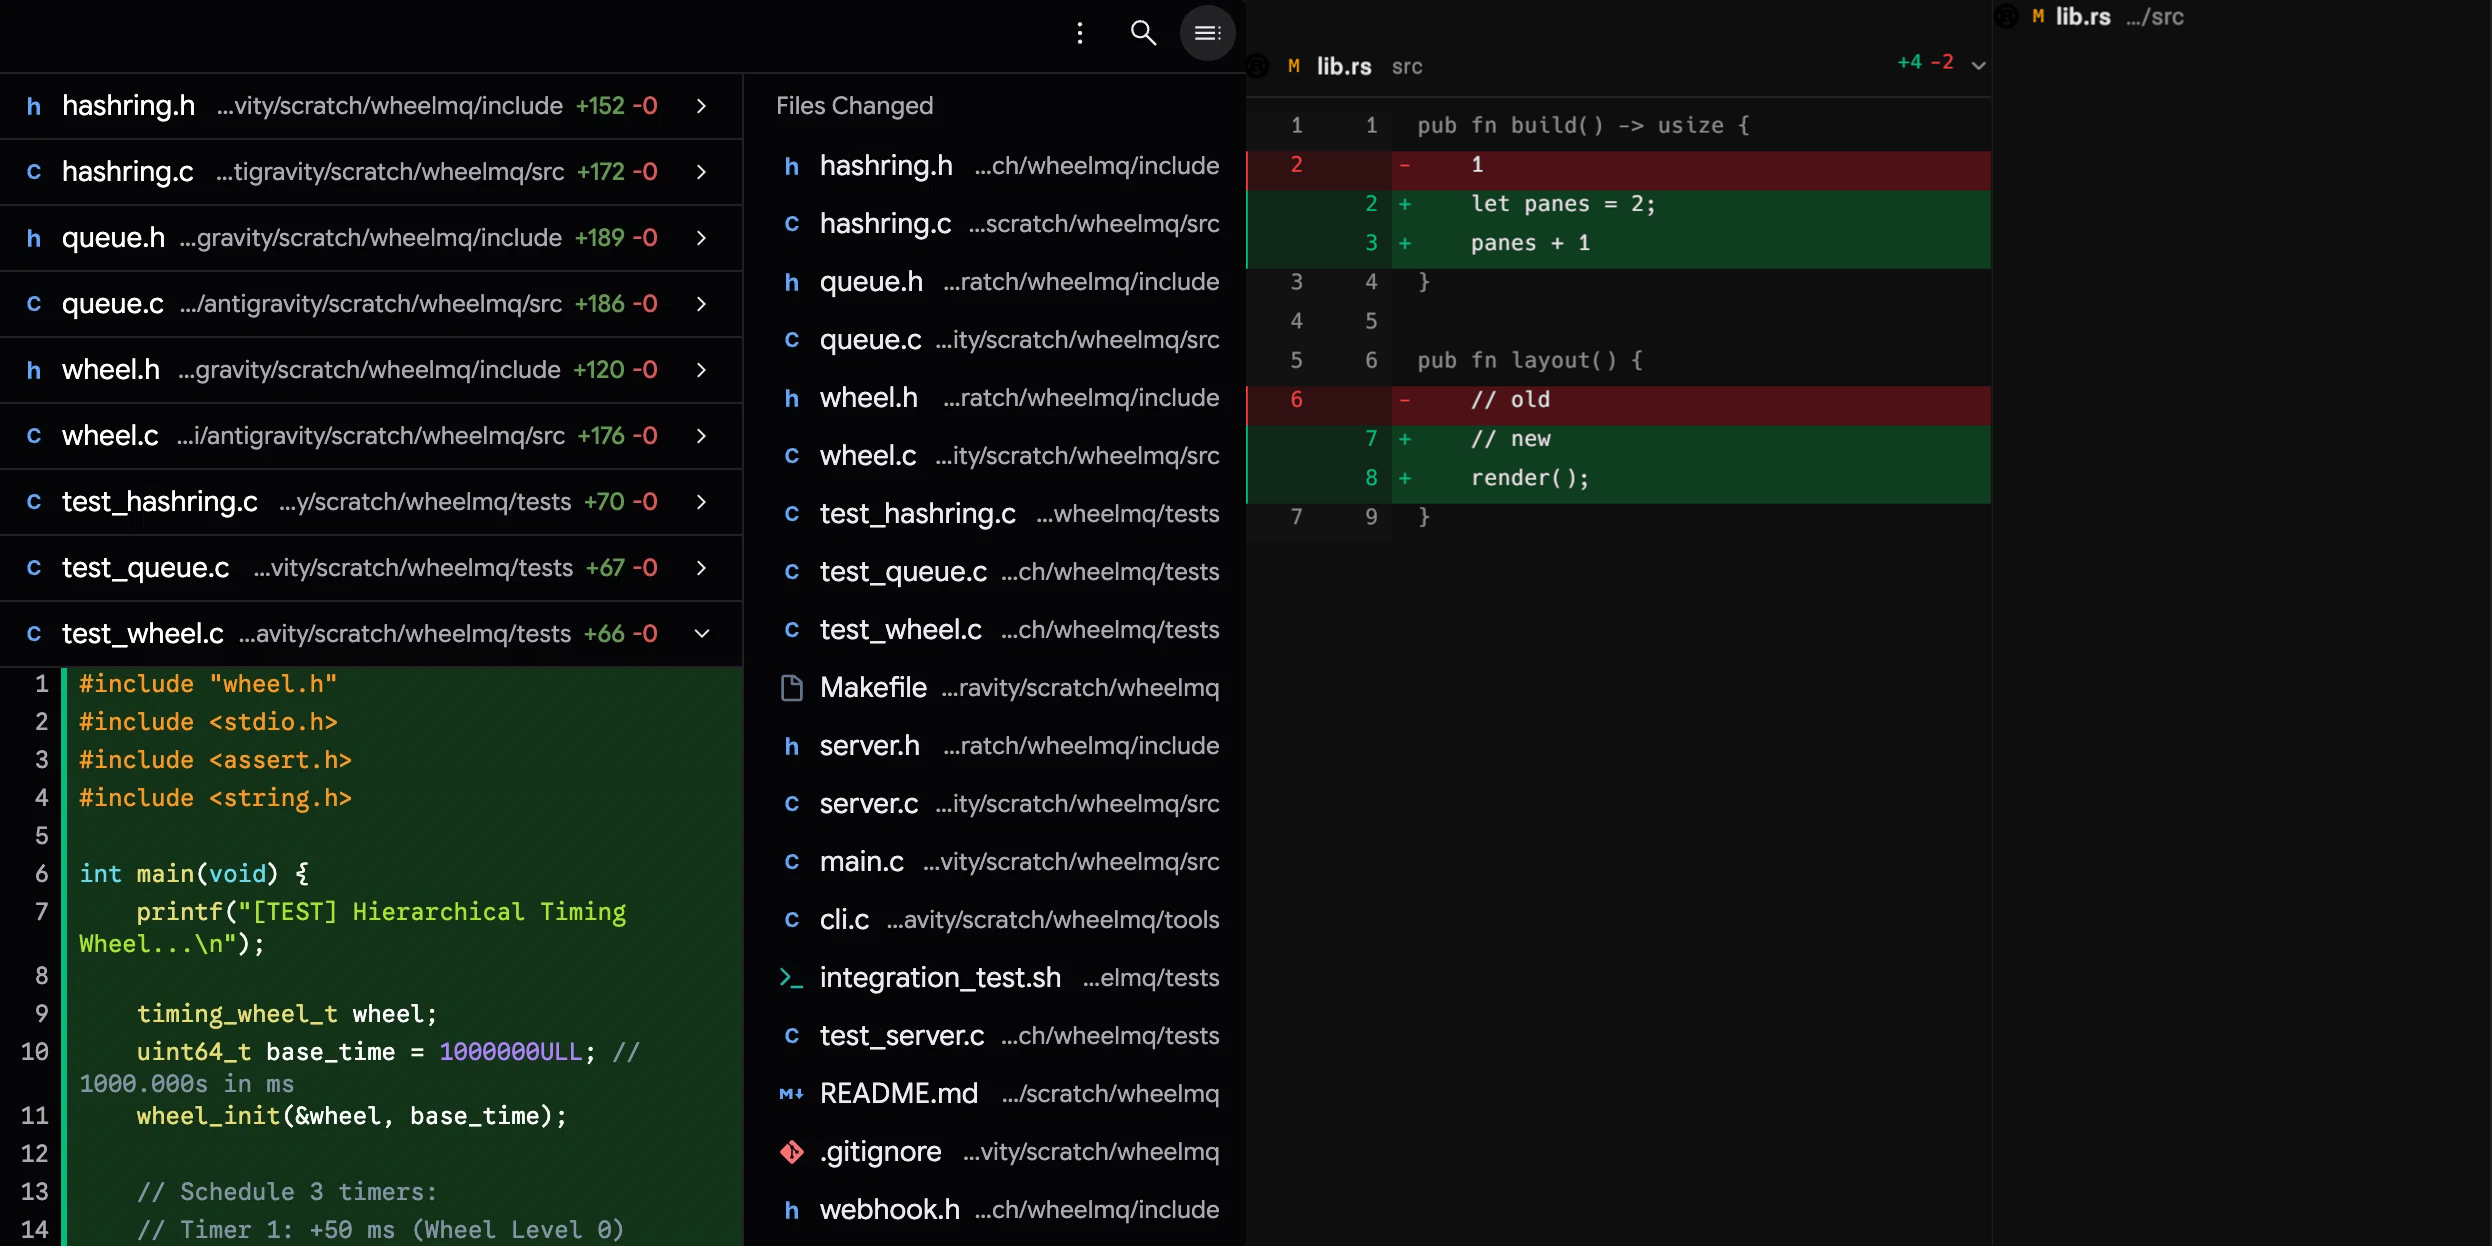 h hashring.h ...vity/scratch/wheelmq/include +152 -0
C hashring.c ...tigravity/scratch/wheelmq/src +172 -0
h queue.h ...gravity/scratch/wheelmq/include +189 -0
C queue.c .../antigravity/scratch/wheelmq/src +186 -0
h wheel.h ...gravity/scratch/wheelmq/include +120 -0
C wheel.c ...i/antigravity/scratch/wheelmq/src +176 -0
C test_hashring.c ...y/scratch/wheelmq/tests +70 -0
C test_queue.c ...vity/scratch/wheelmq/tests +67 -0
C test_wheel.c ...avity/scratch/wheelmq/tests +66 -0
1 #include "wheel.h"
2 #include <stdio.h>
3 #include <assert.h>
4 #include <string.h>
5
6 int main(void) {
7     printf("[TEST] Hierarchical Timing
Wheel...\n");
8
9     timing_wheel_t wheel;
10     uint64_t base_time = 1000000ULL; //
1000.000s in ms
11     wheel_init(&wheel, base_time);
12
13     // Schedule 3 timers:
14     // Timer 1: +50 ms (Wheel Level 0)
Files Changed
h hashring.h ...ch/wheelmq/include
C hashring.c ...scratch/wheelmq/src
h queue.h ...ratch/wheelmq/include
C queue.c ...ity/scratch/wheelmq/src
h wheel.h ...ratch/wheelmq/include
C wheel.c ...ity/scratch/wheelmq/src
C test_hashring.c ...wheelmq/tests
C test_queue.c ...ch/wheelmq/tests
C test_wheel.c ...ch/wheelmq/tests
Makefile ...ravity/scratch/wheelmq
h server.h ...ratch/wheelmq/include
C server.c ...ity/scratch/wheelmq/src
C main.c ...vity/scratch/wheelmq/src
C cli.c ...avity/scratch/wheelmq/tools
>_ integration_test.sh ...elmq/tests
C test_server.c ...ch/wheelmq/tests
M↓ README.md .../scratch/wheelmq
.gitignore ...vity/scratch/wheelmq
h webhook.h ...ch/wheelmq/include
M lib.rs src +4 -2
1 1 pub fn build() -> usize {
2 -     1
2 +     let panes = 2;
3 +     panes + 1
3 4 }
4 5
5 6 pub fn layout() {
6 -     // old
7 +     // new
8 +     render();
7 9 }
M lib.rs .../src